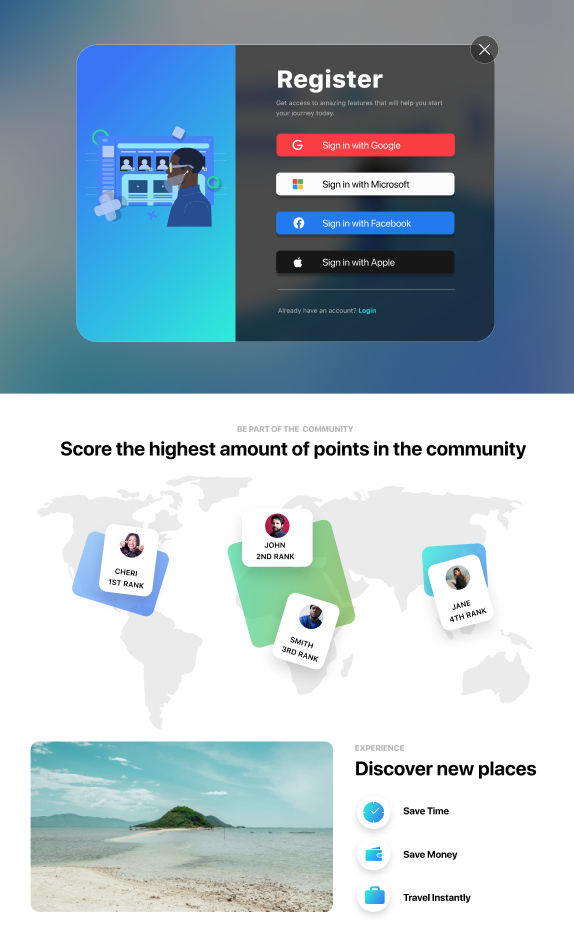 Register
Get access to amazing features that will help you start
your journey today.
Sign in with Google
Sign in with Microsoft
Sign in with Facebook
Sign in with Apple
Already have an account? Login
BE PART OF THE COMMUNITY
Score the highest amount of points in the community
JOHN
2ND RANK
CHERI
1ST RANK
JANE
4TH RANK
SMITH
3RD RANK
EXPERIENCE
Discover new places
Save Time
Save Money
Travel Instantly